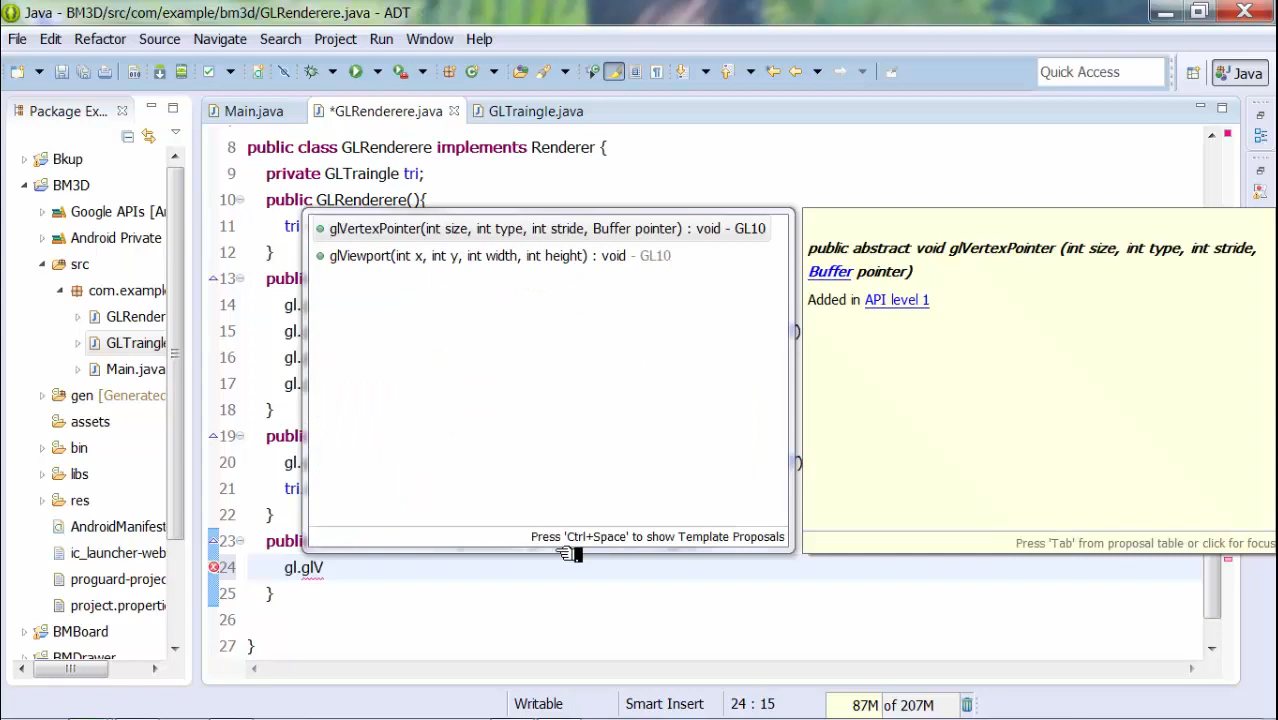 Java - BM3D/src/com/example/bm3d/GLRenderere.java - ADT
File Edit Refactor Source Navigate Search Project Run Window Help
Quick Access
Java
Package Ex...
Main.java
*GLRenderere.java
GLTraingle.java
Bkup
BM3D
Google APIs [An
Android Private
src
com.example
GLRender
GLTraingle
Main.java
gen [Generated
assets
bin
libs
res
AndroidManifest
ic_launcher-web
proguard-projec
project.properti
BMBoard
BMDrawer
8 public class GLRenderere implements Renderer {
9 private GLTraingle tri;
10 public GLRenderere(){
11 tri
12 }
13 publi
14 gl.
15 gl. )
16 gl.
17 gl.
18 }
19 publi
20 gl. )
21 tri.
22 }
23 publi
24 gl.glV
25 }
26
27 }
glVertexPointer(int size, int type, int stride, Buffer pointer) : void - GL10
glViewport(int x, int y, int width, int height) : void - GL10
Press 'Ctrl+Space' to show Template Proposals
public abstract void glVertexPointer (int size, int type, int stride,
Buffer pointer)
Added in API level 1
Press 'Tab' from proposal table or click for focus
Writable
Smart Insert
24 : 15
87M of 207M